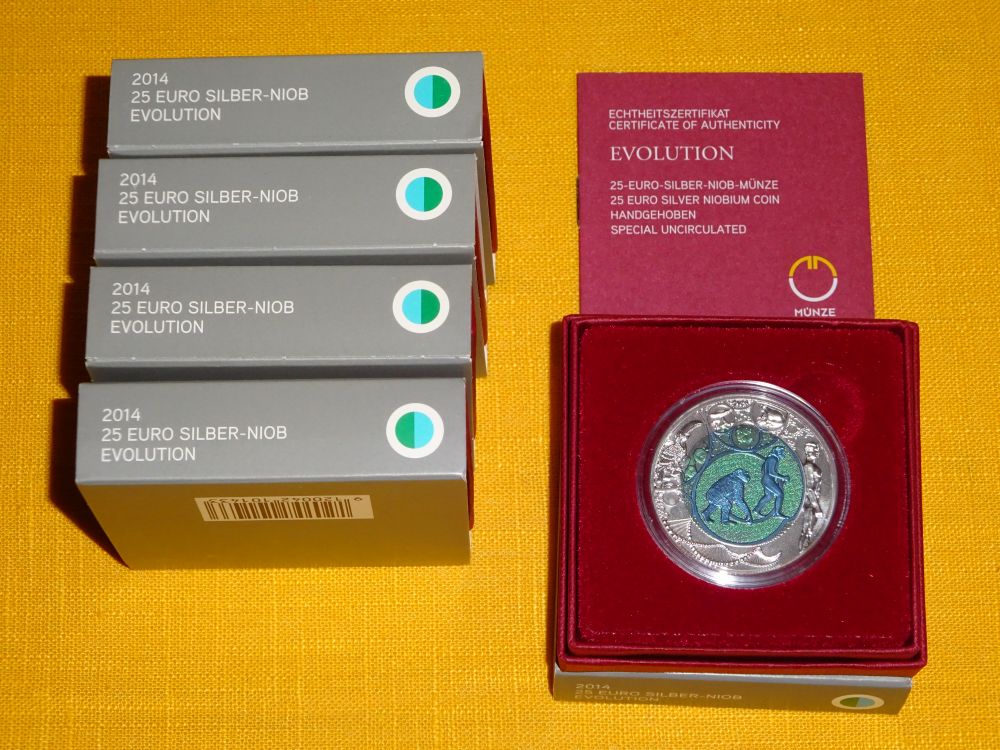 2014
25 EURO SILBER-NIOB
EVOLUTION
2014
25 EURO SILBER-NIOB
EVOLUTION
2014
25 EURO SILBER-NIOB
EVOLUTION
2014
25 EURO SILBER-NIOB
EVOLUTION
ECHTHEITSZERTIFIKAT
CERTIFICATE OF AUTHENTICITY
EVOLUTION
25-EURO-SILBER-NIOB-MÜNZE
25 EURO SILVER NIOBIUM COIN
HANDGEHOBEN
SPECIAL UNCIRCULATED
MÜNZE
2014
25 EURO SILBER-NIOB
EVOLUTION